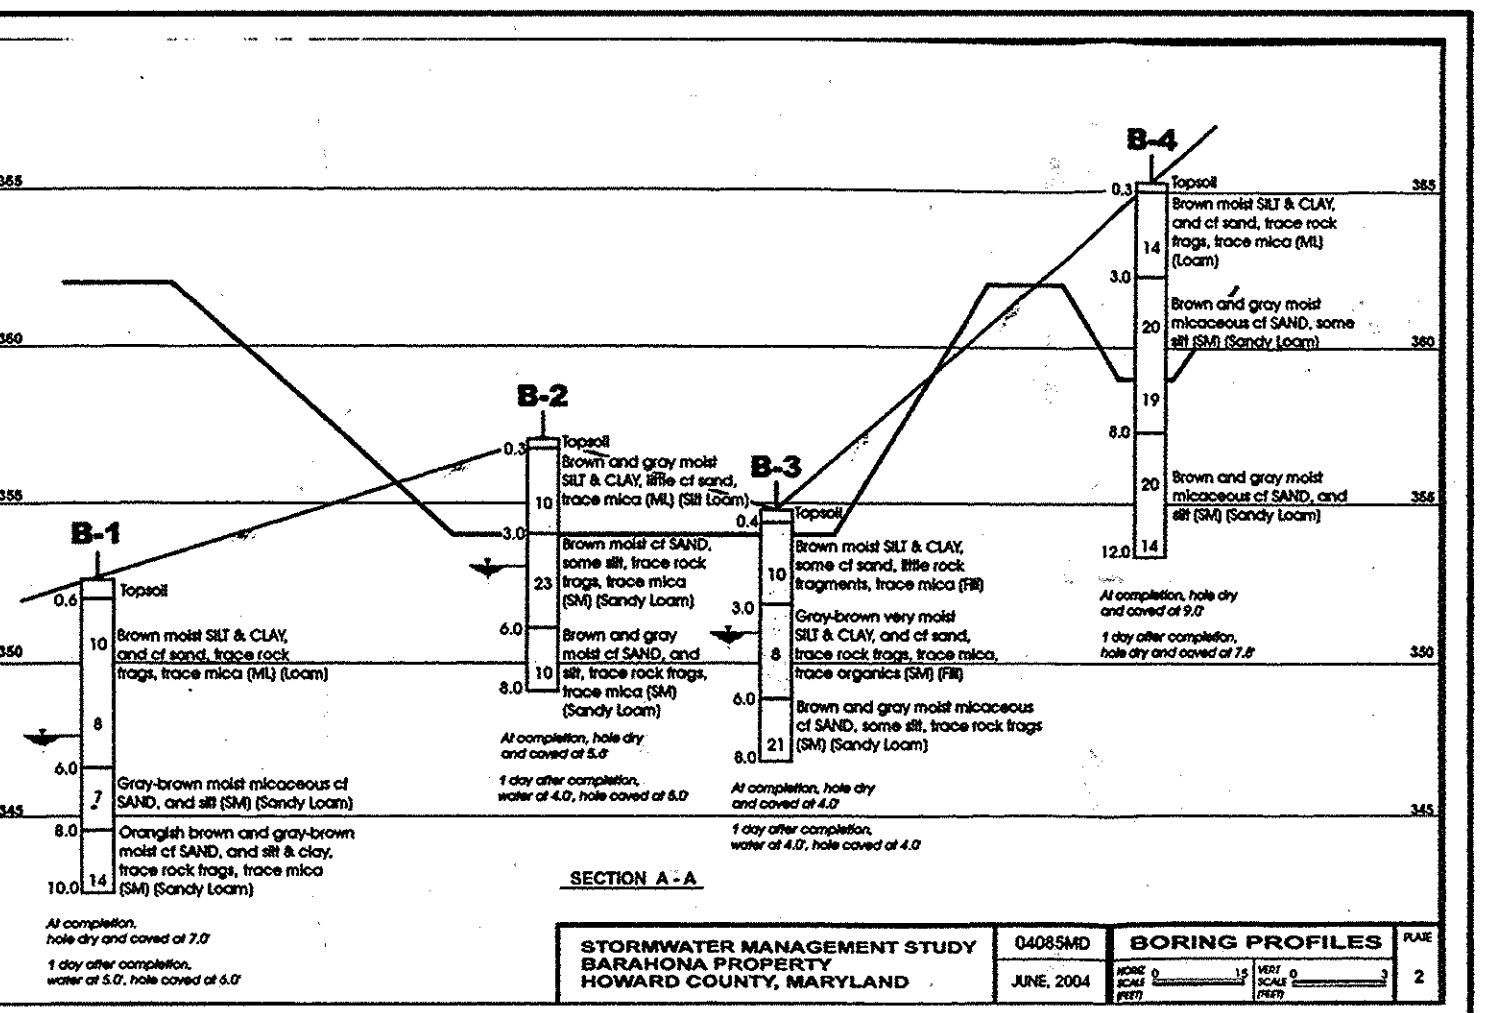 B-4
365
0.3
Topsoil
365
Brown moist SILT & CLAY,
and cf sand, trace rock
frags, trace mica (ML)
(Loam)
14
3.0
Brown and gray moist
micaceous cf SAND, some
silt (SM) (Sandy Loam)
20
360
360
19
8.0
Brown and gray moist
micaceous cf SAND, and
silt (SM) (Sandy Loam)
20
355
12.0
14
At completion, hole dry
and caved at 9.0'
1 day after completion,
hole dry and caved at 7.8'
B-2
0.3
Topsoil
Brown and gray moist
SILT & CLAY, little cf sand,
trace mica (ML) (Silt Loam)
10
355
3.0
Brown moist cf SAND,
some silt, trace rock
frags, trace mica
(SM) (Sandy Loam)
23
6.0
Brown and gray
moist cf SAND, and
silt, trace rock frags,
trace mica (SM)
(Sandy Loam)
10
8.0
At completion, hole dry
and caved at
1 day after completion,
water at 4.0', hole caved at
B-3
0.4
Topsoil
Brown moist SILT & CLAY,
some cf sand, little rock
fragments, trace mica (Fill)
10
3.0
Gray-brown very moist
SILT & CLAY, and cf sand,
trace rock frags, trace mica,
trace organics (SM) (Fill)
8
350
6.0
Brown and gray moist micaceous
cf SAND, some silt, trace rock frags
(SM) (Sandy Loam)
21
8.0
At completion, hole dry
and caved at 4.0'
1 day after completion,
water at 4.0', hole caved at 4.0'
B-1
0.6
Topsoil
10
Brown moist SILT & CLAY,
and cf sand, trace rock
frags, trace mica (ML) (Loam)
350
8
6.0
Gray-brown moist micaceous cf
SAND, and silt (SM) (Sandy Loam)
7
345
345
8.0
Orangish brown and gray-brown
moist cf SAND, and silt & clay,
trace rock frags, trace mica
(SM) (Sandy Loam)
14
10.0
At completion,
hole dry and caved at 7.0'
1 day after completion,
water at 5.0', hole caved at 6.0'
SECTION A - A
STORMWATER MANAGEMENT STUDY
BARAHONA PROPERTY
HOWARD COUNTY, MARYLAND
04085MD
JUNE, 2004
BORING PROFILES
HORIZ SCALE (FEET) 0 15
VERT SCALE (FEET) 0 3
PLATE
2